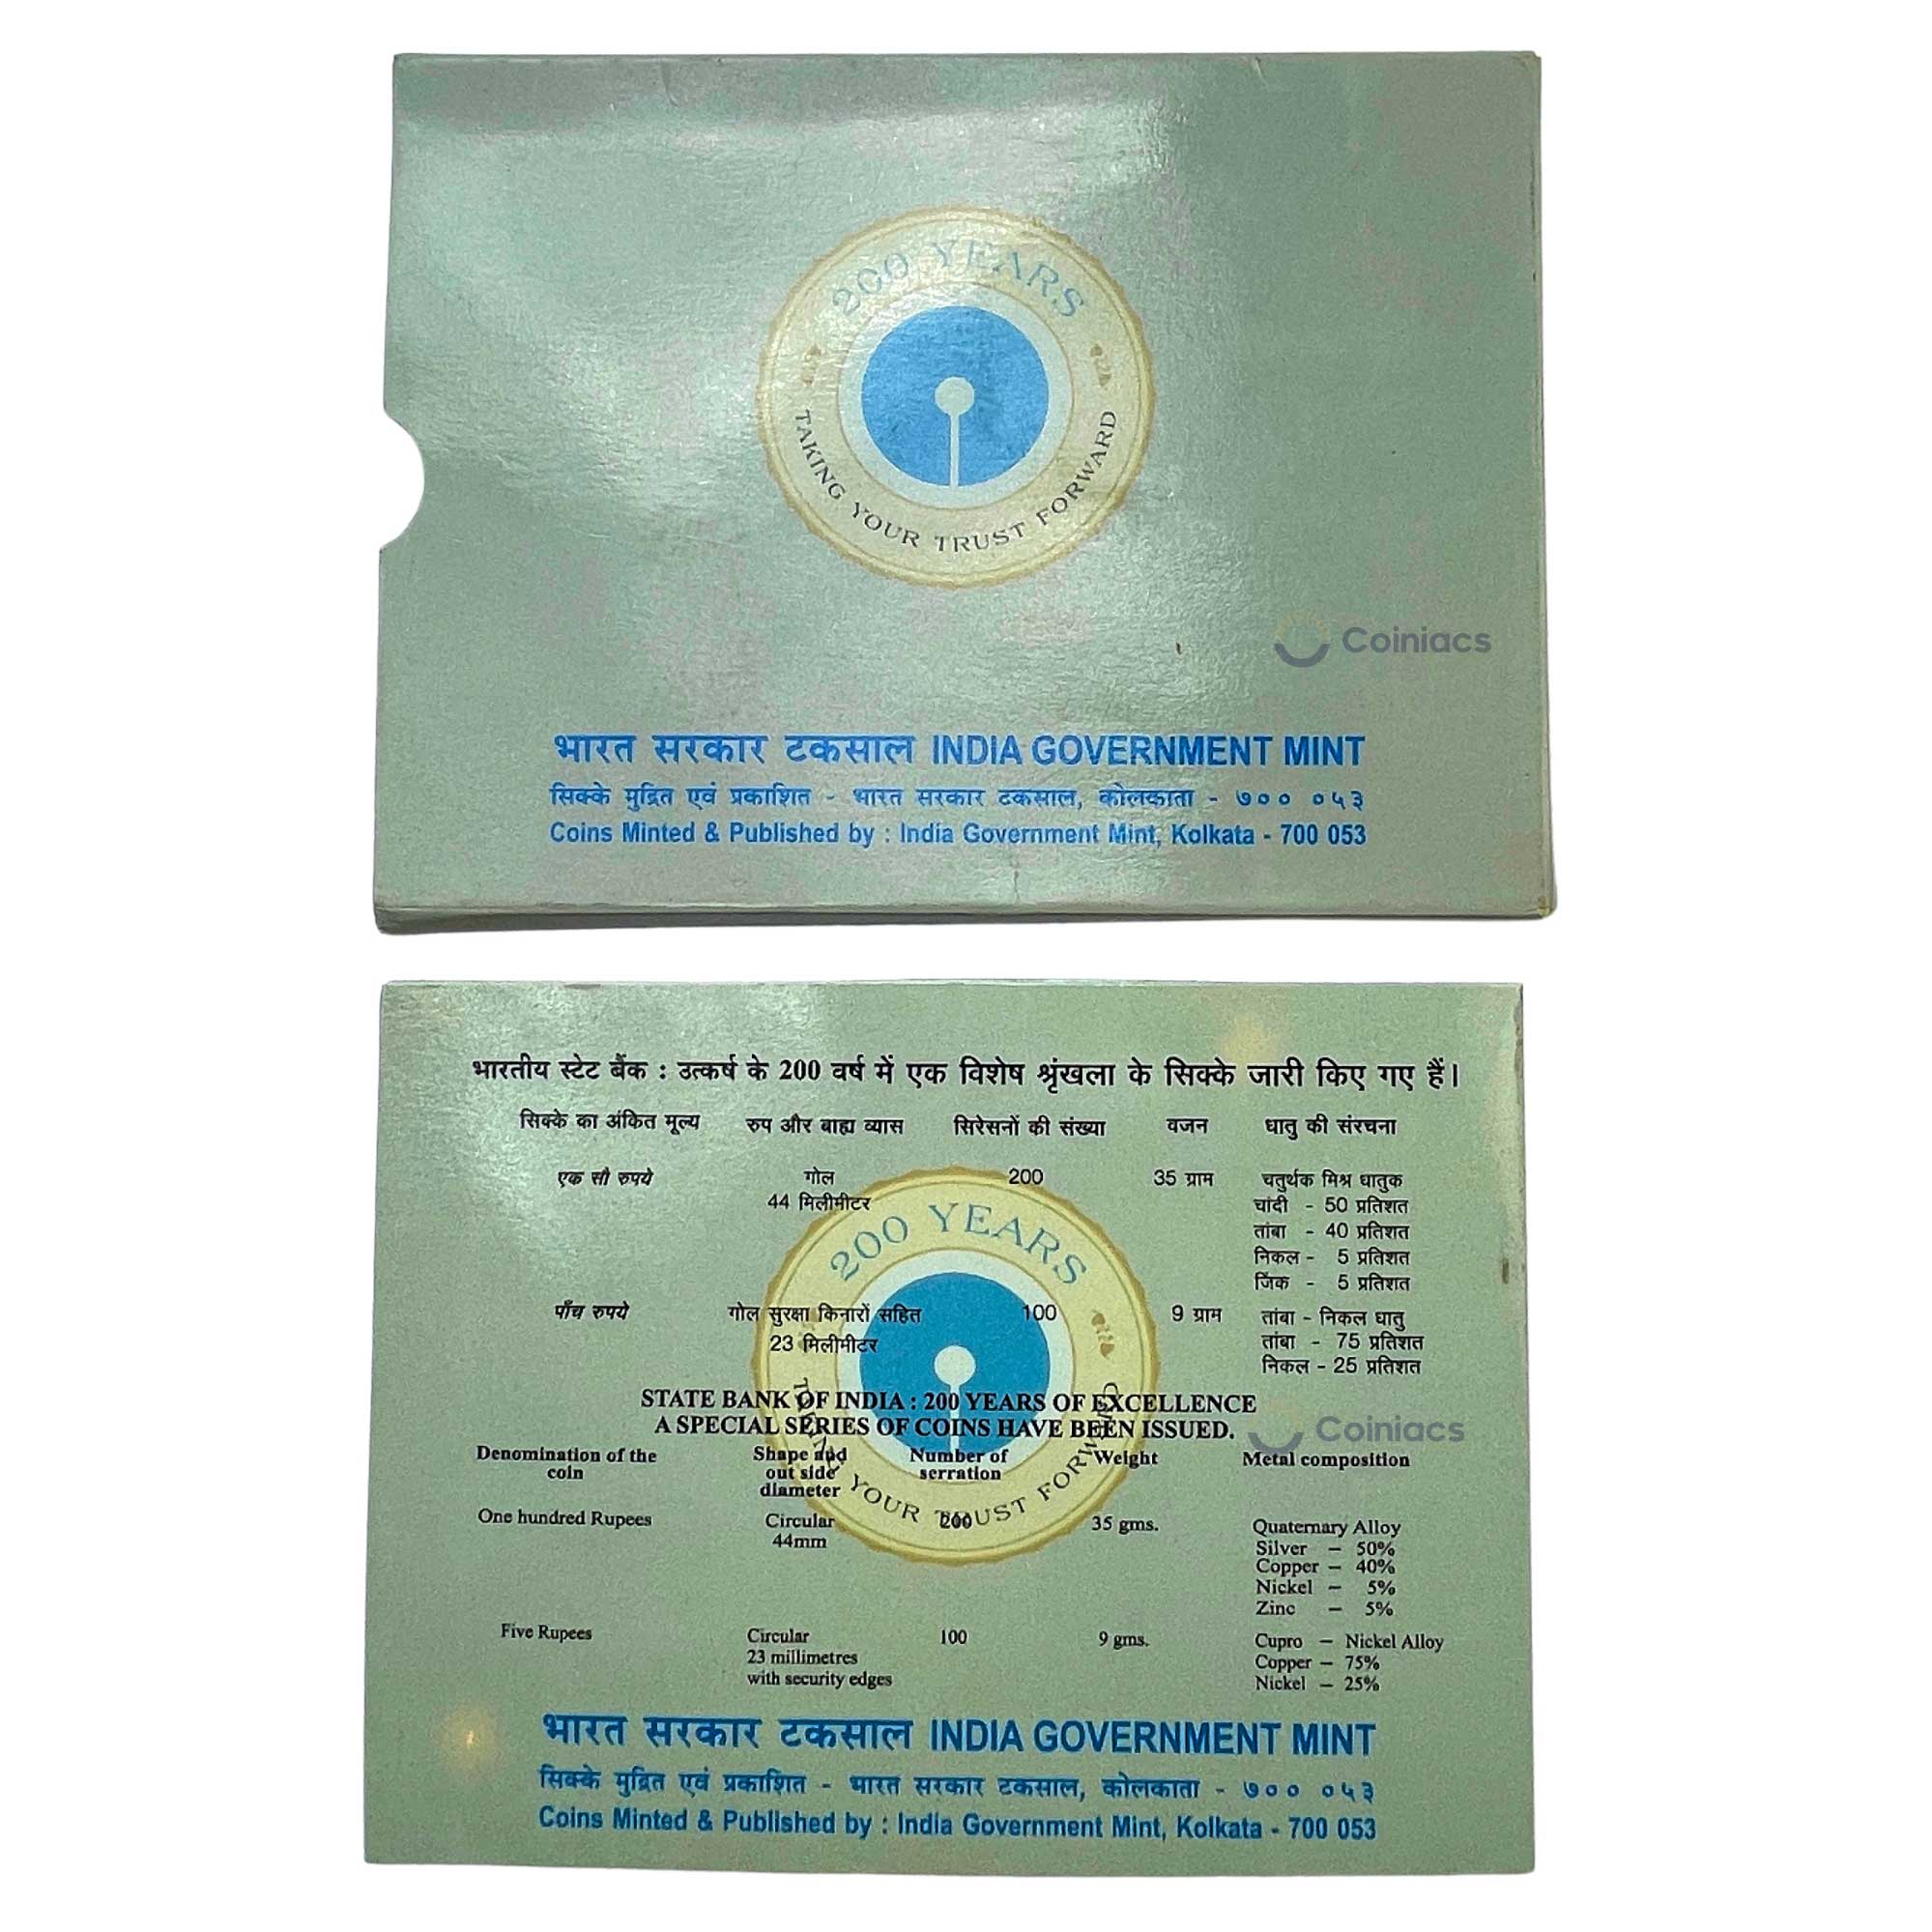 200 YEARS
TAKING YOUR TRUST FORWARD
Coiniacs
भारत सरकार टकसाल INDIA GOVERNMENT MINT
सिक्के मुद्रित एवं प्रकाशित - भारत सरकार टकसाल, कोलकाता - ७०० ०५३
Coins Minted & Published by : India Government Mint, Kolkata - 700 053
भारतीय स्टेट बैंक : उत्कर्ष के 200 वर्ष में एक विशेष श्रृंखला के सिक्के जारी किए गए हैं।
सिक्के का अंकित मूल्य रुप और बाह्य व्यास सिरेसनों की संख्या वजन धातु की संरचना
एक सौ रुपये गोल 200 35 ग्राम चतुर्थक मिश्र धातुक
44 मिलीमीटर चांदी - 50 प्रतिशत
तांबा - 40 प्रतिशत
निकल - 5 प्रतिशत
जिंक - 5 प्रतिशत
200 YEARS
पाँच रुपये गोल सुरक्षा किनारों सहित 100 9 ग्राम तांबा - निकल धातु
23 मिलीमीटर तांबा - 75 प्रतिशत
निकल - 25 प्रतिशत
TAKING YOUR TRUST FORWARD
STATE BANK OF INDIA : 200 YEARS OF EXCELLENCE
A SPECIAL SERIES OF COINS HAVE BEEN ISSUED.
Coiniacs
Denomination of the Shape and Number of Weight Metal composition
coin out side serration
diameter
One hundred Rupees Circular 200 35 gms. Quaternary Alloy
44mm Silver – 50%
Copper – 40%
Nickel – 5%
Zinc – 5%
Five Rupees Circular 100 9 gms. Cupro – Nickel Alloy
23 millimetres Copper – 75%
with security edges Nickel – 25%
भारत सरकार टकसाल INDIA GOVERNMENT MINT
सिक्के मुद्रित एवं प्रकाशित - भारत सरकार टकसाल, कोलकाता - ७०० ०५३
Coins Minted & Published by : India Government Mint, Kolkata - 700 053